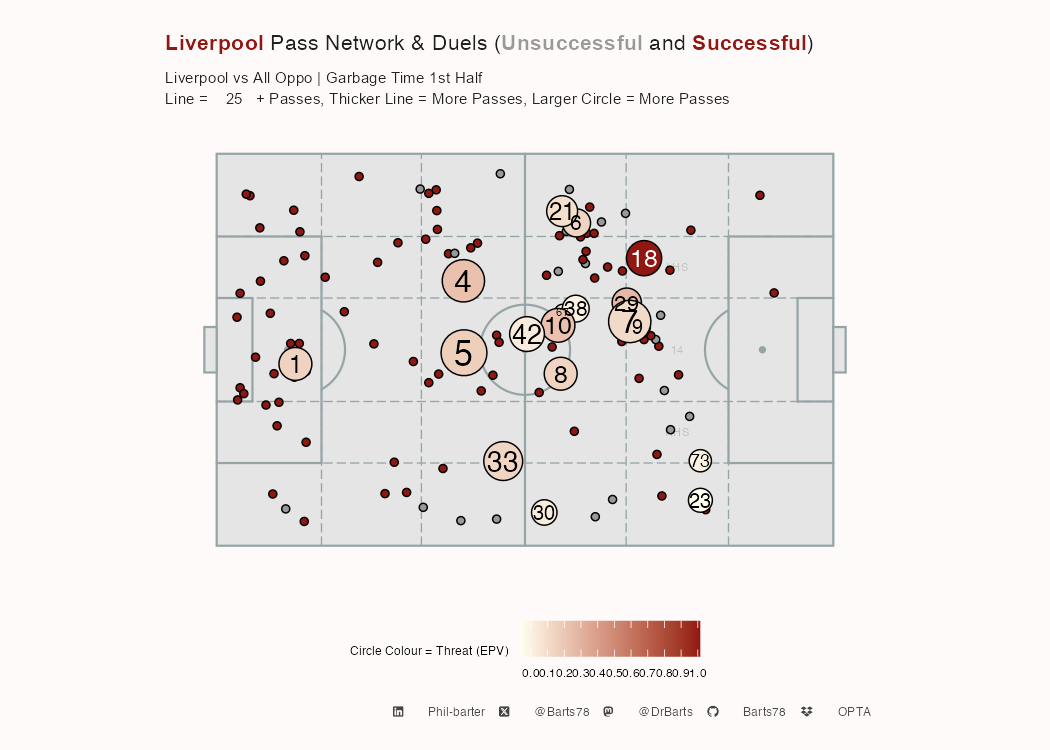 Liverpool Pass Network & Duels (Unsuccessful and Successful)
Liverpool vs All Oppo | Garbage Time 1st Half
Line = 25 + Passes, Thicker Line = More Passes, Larger Circle = More Passes
21
6
18
HS
4
29
38
10
7
9
42
5
14
1
8
HS
33
73
23
30
Circle Colour = Threat (EPV)
0.00.10.20.30.40.50.60.70.80.91.0
Phil-barter @Barts78 @DrBarts Barts78 OPTA